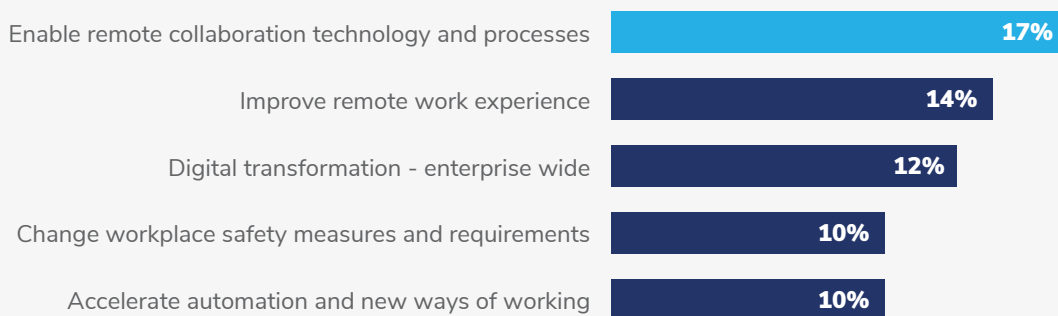 Enable remote collaboration technology and processes 17%
Improve remote work experience 14%
Digital transformation - enterprise wide 12%
Change workplace safety measures and requirements 10%
Accelerate automation and new ways of working 10%